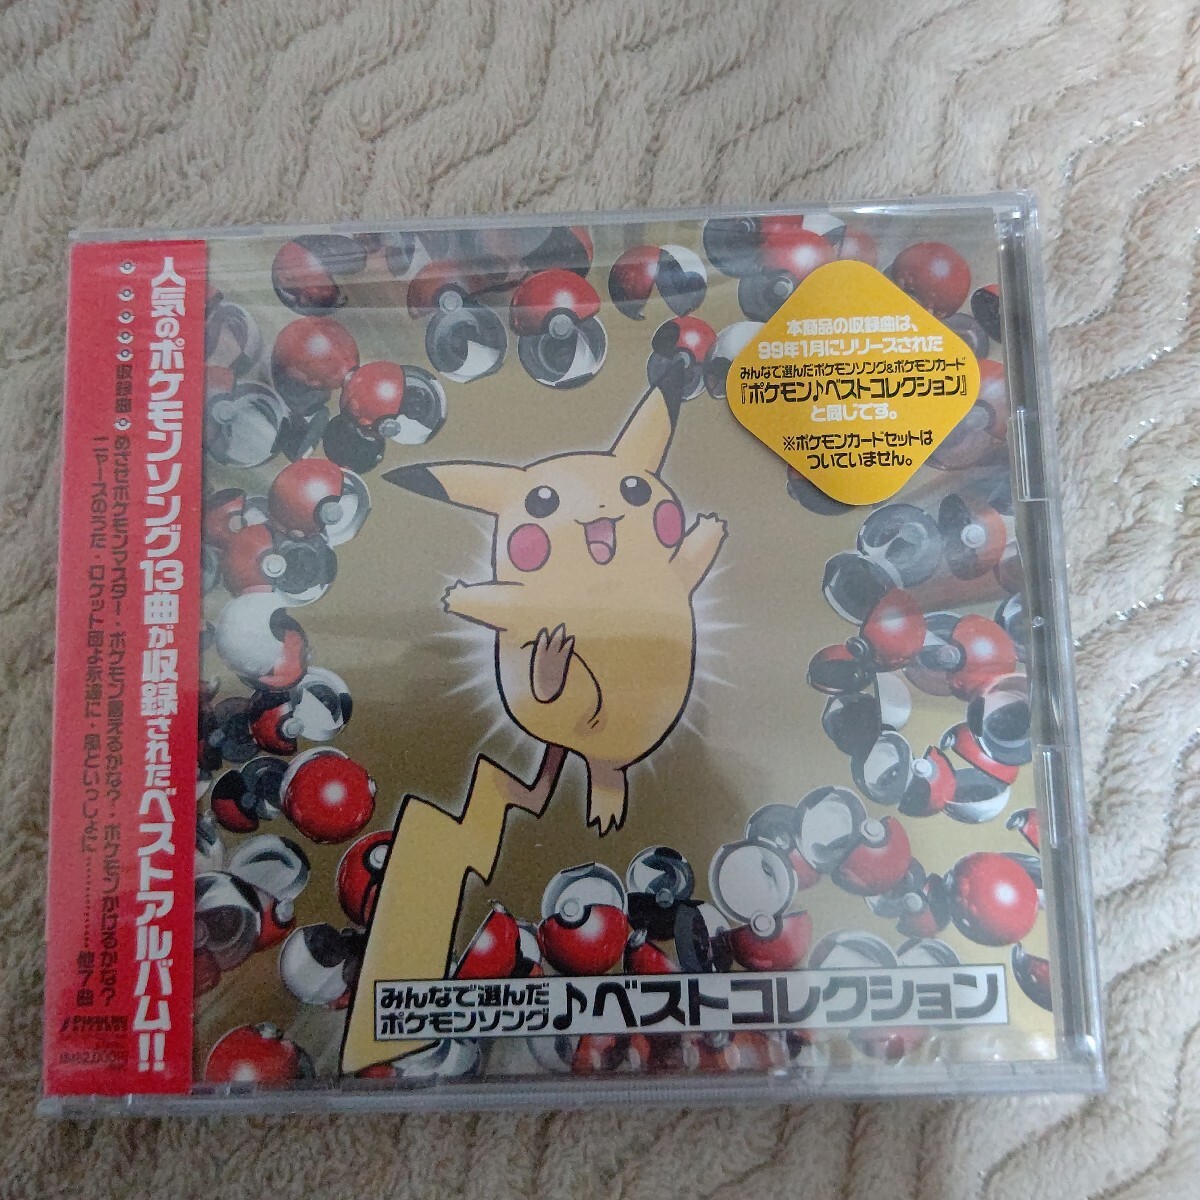 人気のポケモンソング13曲が収録されたベストアルバム!!
収録曲
めざせポケモンマスター・ポケモン言えるかな?・ポケモンかけるかな?
ニャースのうた・ロケット団よ永遠に・風といっしょに……………他7曲
PIKACHU RECORDS
2,000円
本商品の収録曲は、
99年1月にリリースされた
みんなで選んだポケモンソング&ポケモンカード
『ポケモン♪ベストコレクション』
と同じです。
※ポケモンカードセットは
ついていません。
みんなで選んだ
ポケモンソング♪ベストコレクション